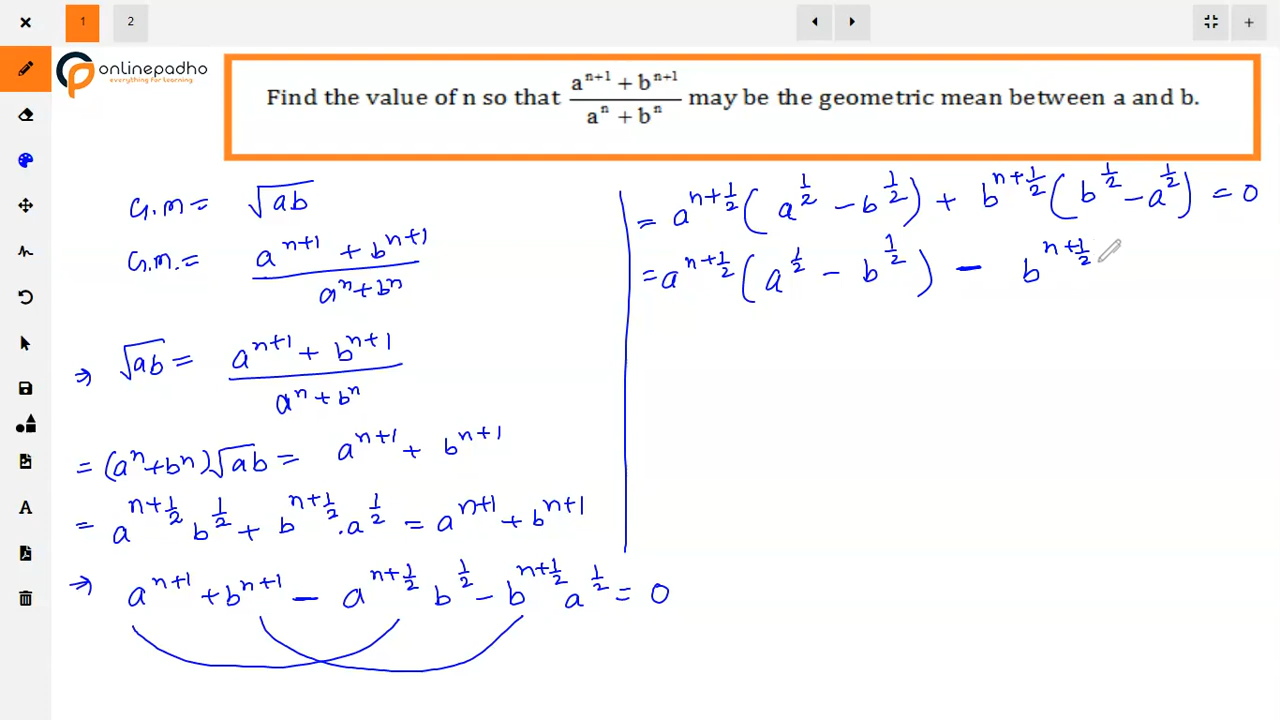 1 2
onlinepadho
everything for learning
Find the value of n so that (a^(n+1) + b^(n+1))/(a^n + b^n) may be the geometric mean between a and b.
G.M = √ab
G.M. = (a^(n+1) + b^(n+1))/(a^n + b^n)
⇒ √ab = (a^(n+1) + b^(n+1))/(a^n + b^n)
= (a^n + b^n) √ab = a^(n+1) + b^(n+1)
= a^(n+1/2) b^(1/2) + b^(n+1/2) . a^(1/2) = a^(n+1) + b^(n+1)
⇒ a^(n+1) + b^(n+1) − a^(n+1/2) b^(1/2) − b^(n+1/2) a^(1/2) = 0
= a^(n+1/2) (a^(1/2) − b^(1/2)) + b^(n+1/2) (b^(1/2) − a^(1/2)) = 0
= a^(n+1/2) (a^(1/2) − b^(1/2)) − b^(n+1/2)
A